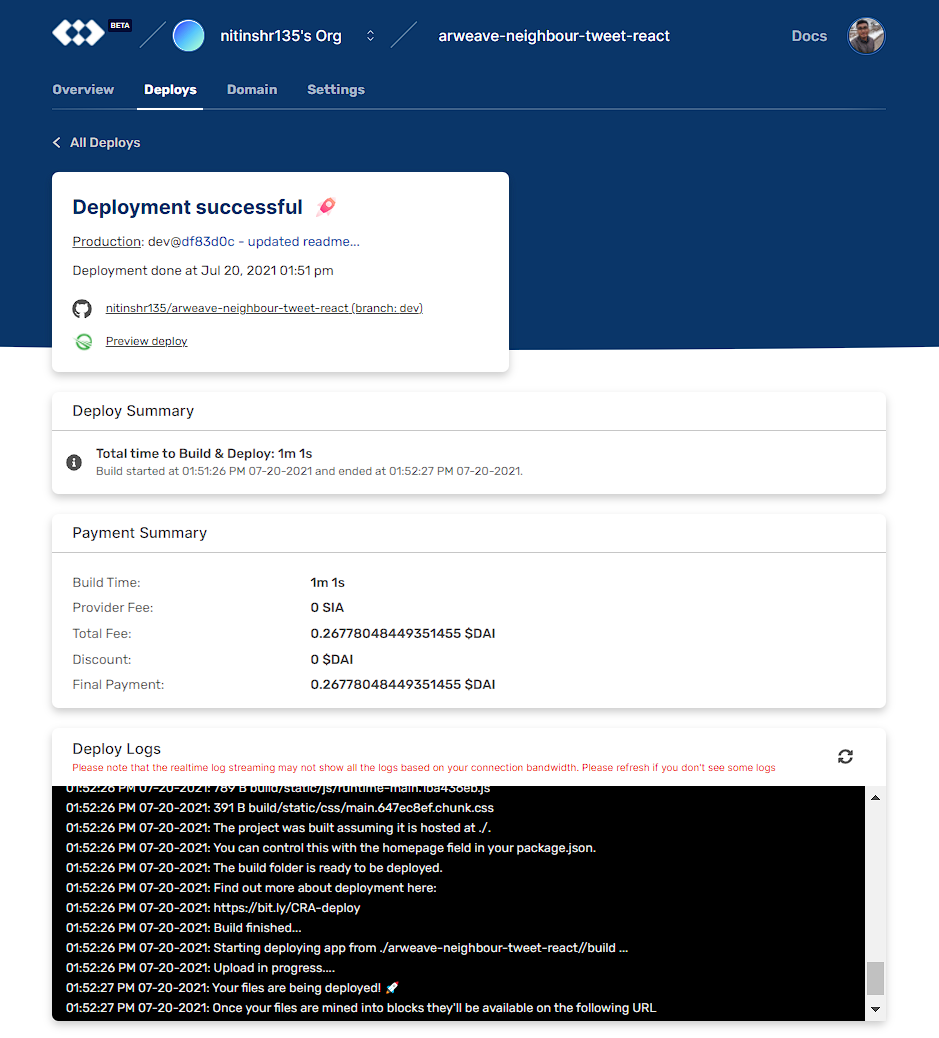 BETA
nitinshr135's Org
arweave-neighbour-tweet-react
Docs
Overview
Deploys
Domain
Settings
All Deploys
Deployment successful 🚀
Production: dev@df83d0c - updated readme...
Deployment done at Jul 20, 2021 01:51 pm
nitinshr135/arweave-neighbour-tweet-react (branch: dev)
Preview deploy
Deploy Summary
Total time to Build & Deploy: 1m 1s
Build started at 01:51:26 PM 07-20-2021 and ended at 01:52:27 PM 07-20-2021.
Payment Summary
Build Time: 1m 1s
Provider Fee: 0 SIA
Total Fee: 0.26778048449351455 $DAI
Discount: 0 $DAI
Final Payment: 0.26778048449351455 $DAI
Deploy Logs
Please note that the realtime log streaming may not show all the logs based on your connection bandwidth. Please refresh if you don't see some logs
01:52:26 PM 07-20-2021: 789 B build/static/js/runtime-main.1ba436eb.js
01:52:26 PM 07-20-2021: 391 B build/static/css/main.647ec8ef.chunk.css
01:52:26 PM 07-20-2021: The project was built assuming it is hosted at ./.
01:52:26 PM 07-20-2021: You can control this with the homepage field in your package.json.
01:52:26 PM 07-20-2021: The build folder is ready to be deployed.
01:52:26 PM 07-20-2021: Find out more about deployment here:
01:52:26 PM 07-20-2021: https://bit.ly/CRA-deploy
01:52:26 PM 07-20-2021: Build finished...
01:52:26 PM 07-20-2021: Starting deploying app from ./arweave-neighbour-tweet-react//build ...
01:52:26 PM 07-20-2021: Upload in progress....
01:52:27 PM 07-20-2021: Your files are being deployed! 🚀
01:52:27 PM 07-20-2021: Once your files are mined into blocks they'll be available on the following URL